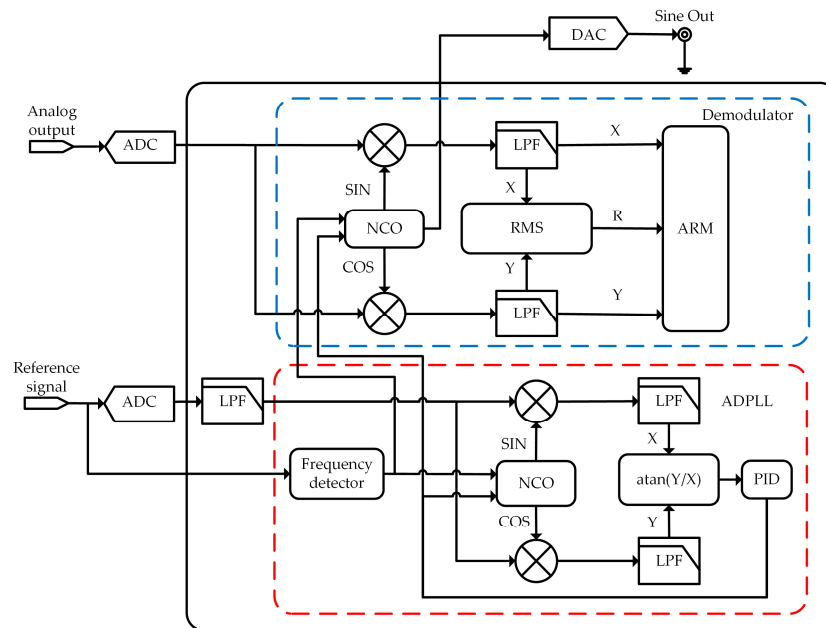 Sine Out
DAC
Analog
output
ADC
Demodulator
LPF
X
SIN
X
NCO
RMS
R
ARM
COS
Y
LPF
Y
Reference
signal
ADC
LPF
LPF
ADPLL
SIN
X
Frequency
detector
NCO
atan(Y/X)
PID
COS
Y
LPF